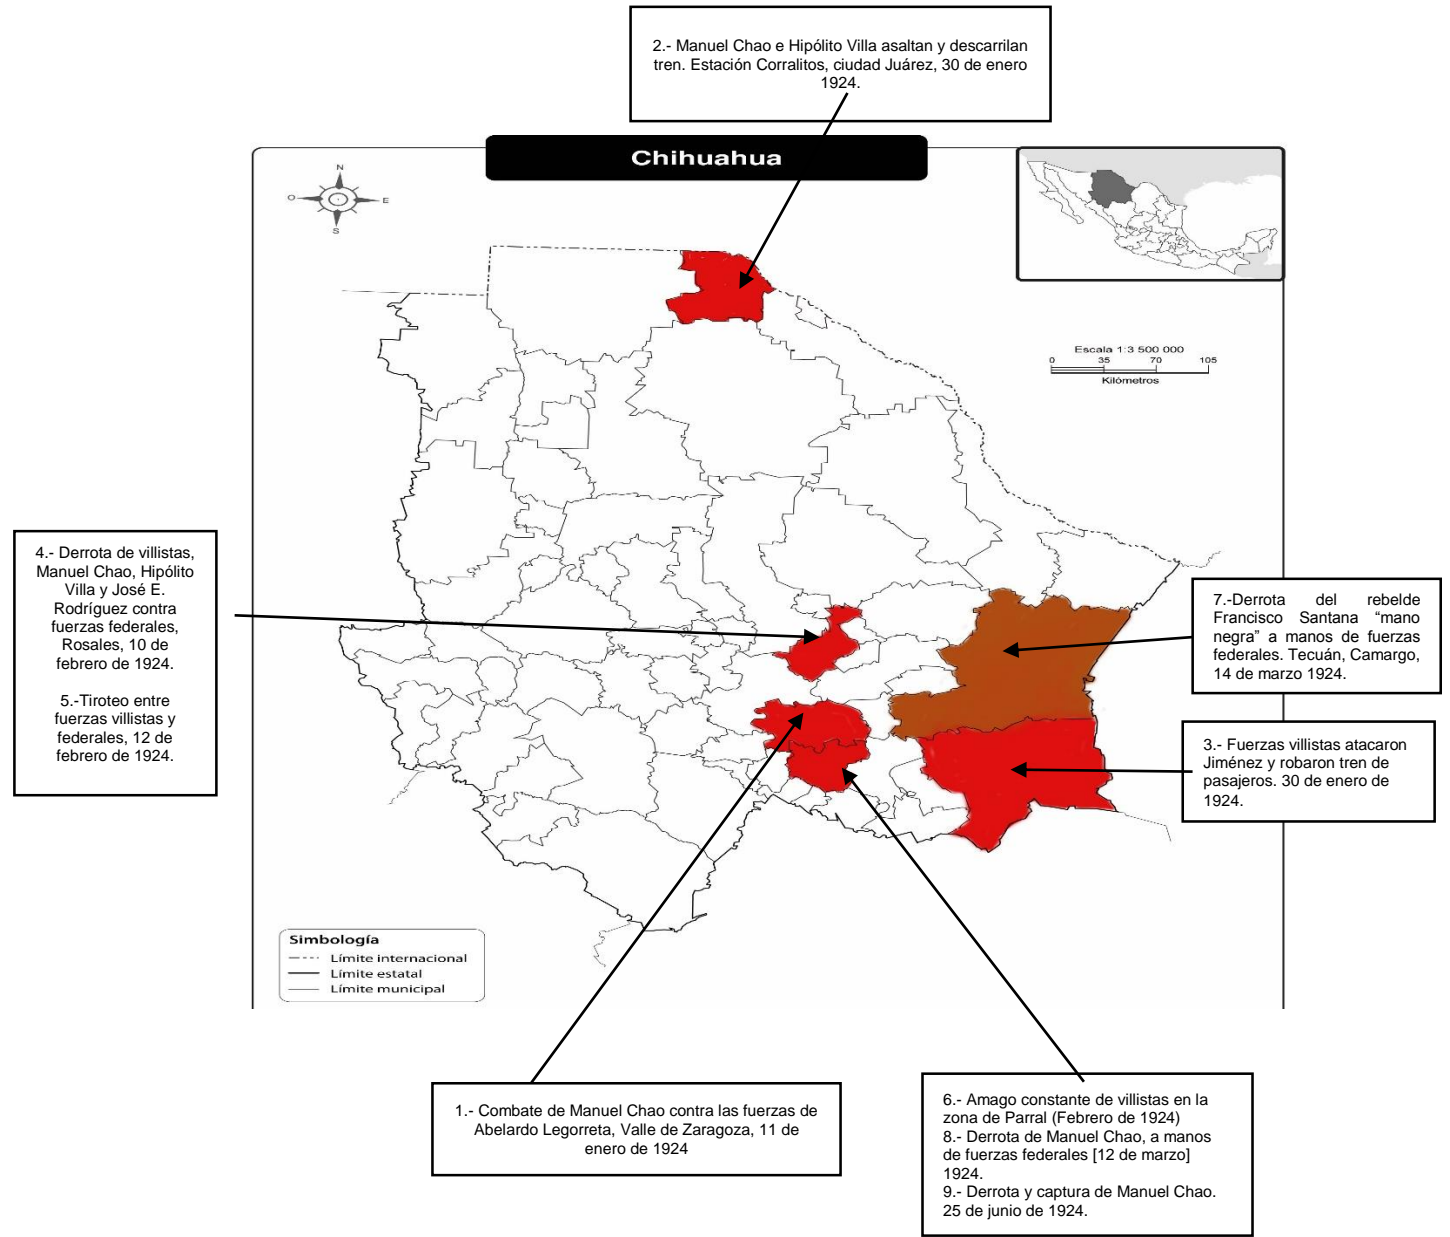 2.- Manuel Chao e Hipólito Villa asaltan y descarrilan
tren. Estación Corralitos, ciudad Juárez, 30 de enero
1924.
Chihuahua
N
O
E
S
Escala 1:3 500 000
0 35 70 105
Kilómetros
4.- Derrota de villistas,
Manuel Chao, Hipólito
Villa y José E.
Rodríguez contra
fuerzas federales,
Rosales, 10 de
febrero de 1924.
5.-Tiroteo entre
fuerzas villistas y
federales, 12 de
febrero de 1924.
7.-Derrota del rebelde
Francisco Santana “mano
negra” a manos de fuerzas
federales. Tecuán, Camargo,
14 de marzo 1924.
3.- Fuerzas villistas atacaron
Jiménez y robaron tren de
pasajeros. 30 de enero de
1924.
Simbología
Límite internacional
Límite estatal
Límite municipal
1.- Combate de Manuel Chao contra las fuerzas de
Abelardo Legorreta, Valle de Zaragoza, 11 de
enero de 1924
6.- Amago constante de villistas en la
zona de Parral (Febrero de 1924)
8.- Derrota de Manuel Chao, a manos
de fuerzas federales [12 de marzo]
1924.
9.- Derrota y captura de Manuel Chao.
25 de junio de 1924.